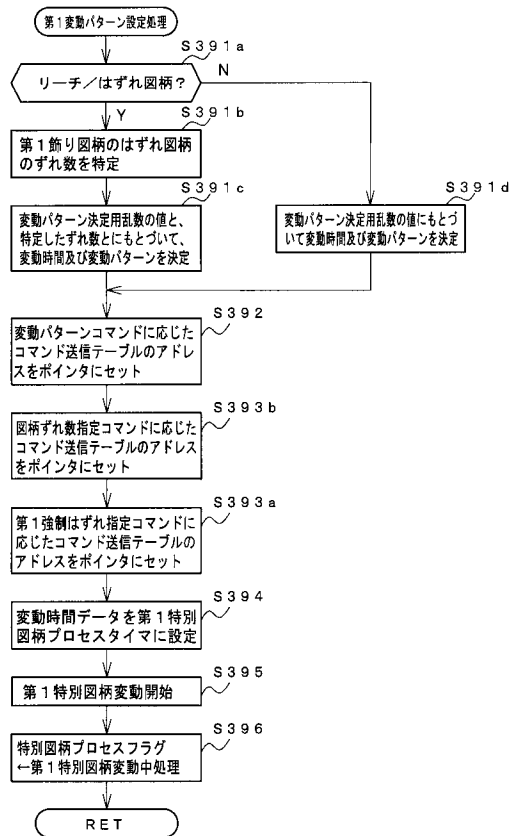 第1変動パターン設定処理
S391a
リーチ/はずれ図柄?
N
Y
S391b
第1飾り図柄のはずれ図柄
のずれ数を特定
S391c
変動パターン決定用乱数の値と、
特定したずれ数とにもとづいて、
変動時間及び変動パターンを決定
S391d
変動パターン決定用乱数の値にもとづ
いて変動時間及び変動パターンを決定
S392
変動パターンコマンドに応じた
コマンド送信テーブルのアドレ
スをポインタにセット
S393b
図柄ずれ数指定コマンドに応じた
コマンド送信テーブルのアドレス
をポインタにセット
S393a
第1強制はずれ指定コマンドに
応じたコマンド送信テーブルの
アドレスをポインタにセット
S394
変動時間データを第1特別
図柄プロセスタイマに設定
S395
第1特別図柄変動開始
S396
特別図柄プロセスフラグ
←第1特別図柄変動中処理
RET